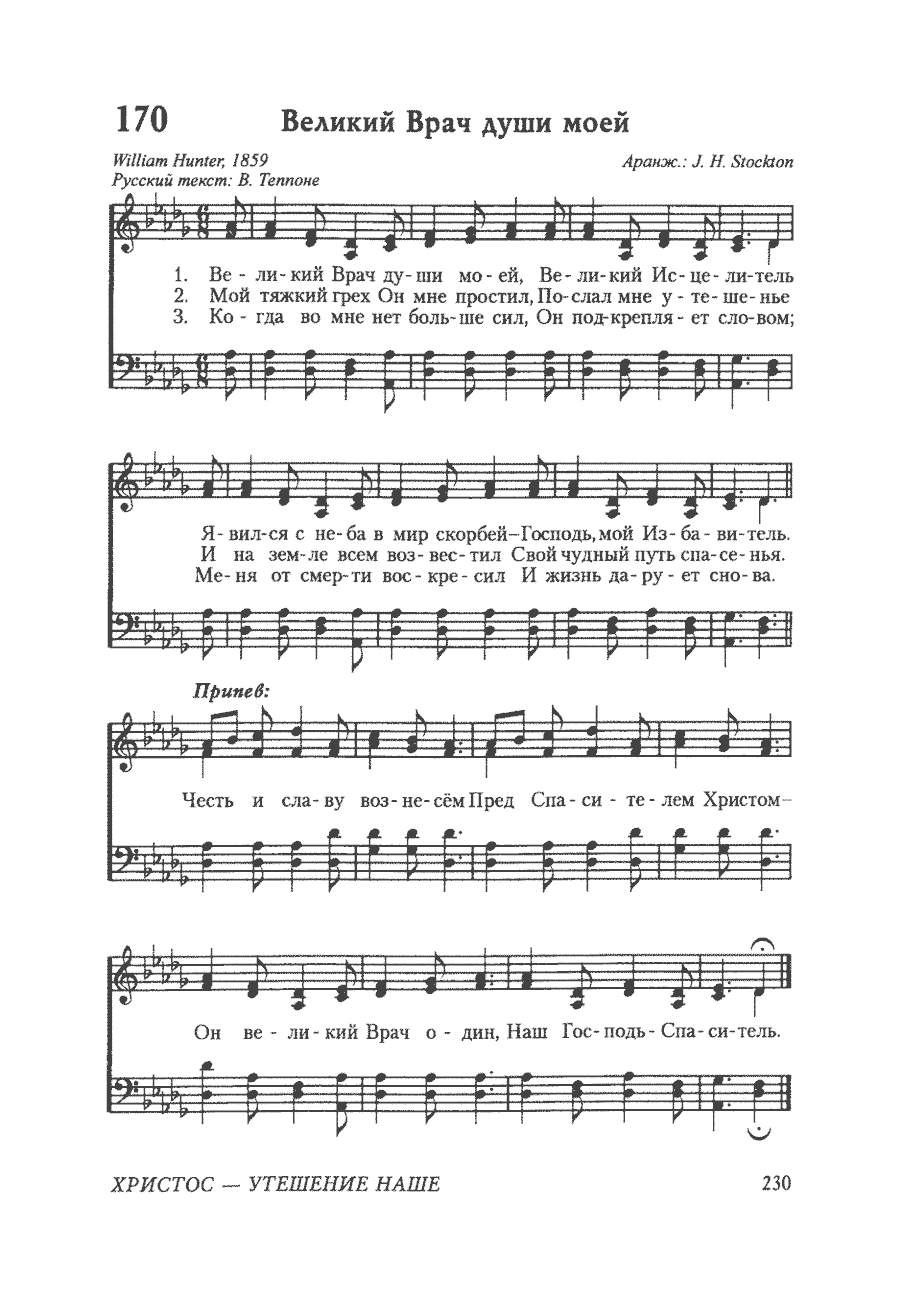 170 Великий Врач души моей
William Hunter, 1859 Аранж.: J. H. Stockton
Русский текст: В. Теппоне
1. Ве - ли- кий Врач ду- ши мо - ей, Ве- ли-кий Ис- це- ли-тель
2. Мой тяжкий грех Он мне простил, По-слал мне у - те- ше- нье
3. Ко - гда во мне нет боль-ше сил, Он под-крепля - ет сло-вом;
Я- вил-ся с не-ба в мир скорбей–Господь, мой Из- ба - ви-тель.
И на зем-ле всем воз- вес- тил Свой чудный путь спа-се- нья.
Ме- ня от смер-ти вос - кре - сил И жизнь да- ру - ет сно- ва.
Припев:
Честь и сла- ву воз-не-сём Пред Спа - си - те - лем Христом–
Он ве - ли - кий Врач о - дин, Наш Гос- подь - Спа- си-тель.
ХРИСТОС — УТЕШЕНИЕ НАШЕ 230